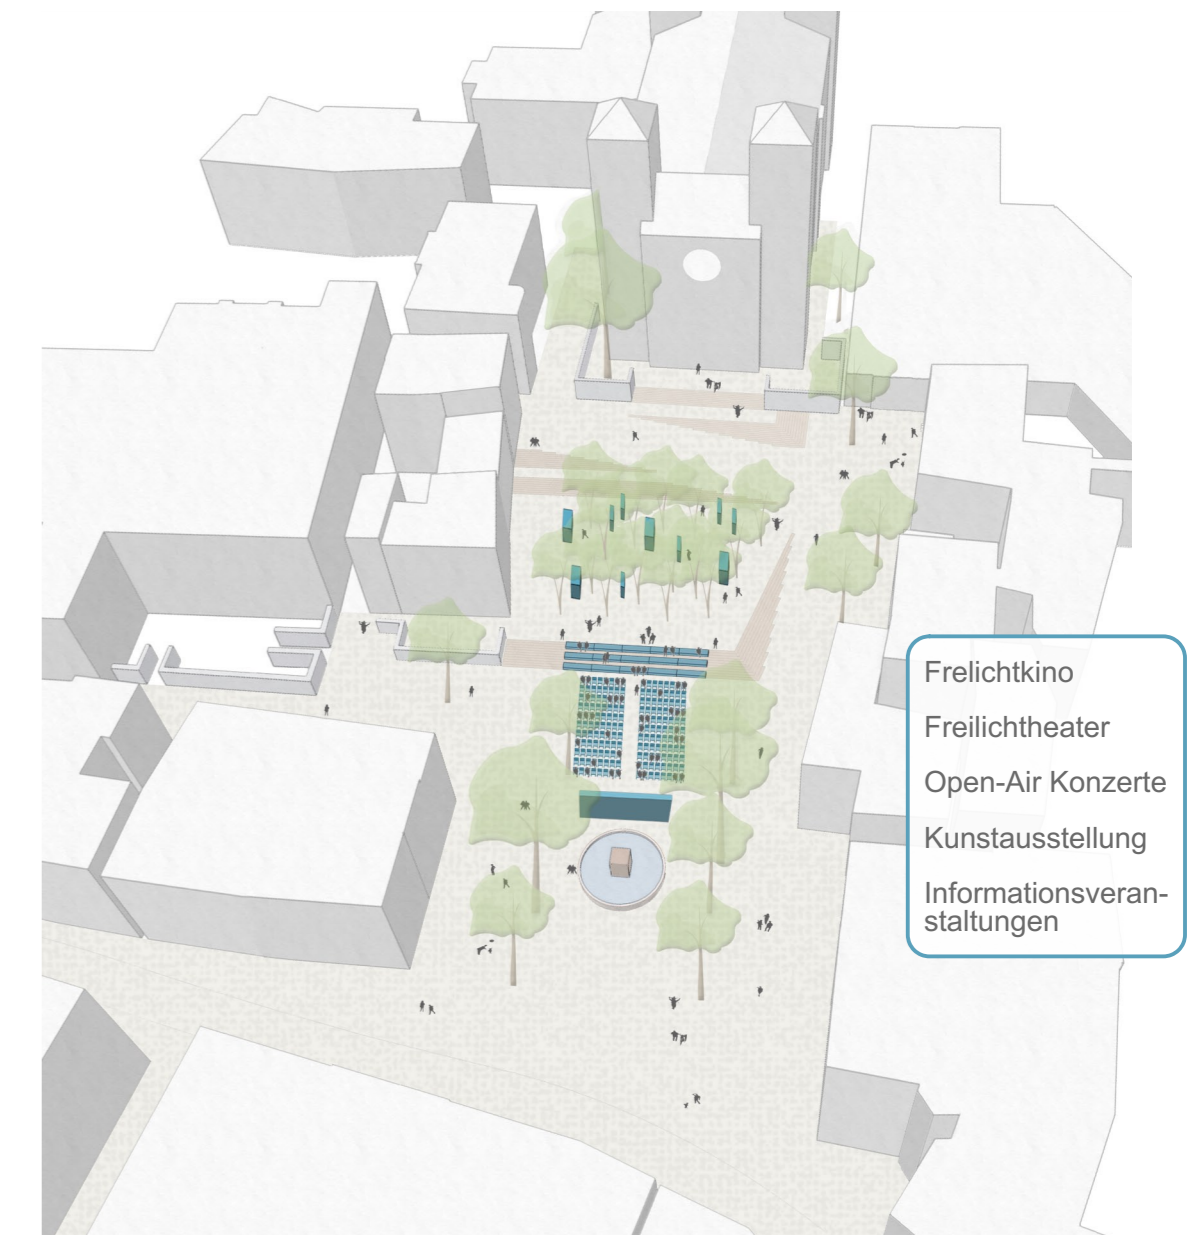 Frelichtkino
Freilichtheater
Open-Air Konzerte
Kunstausstellung
Informationsveran-
staltungen